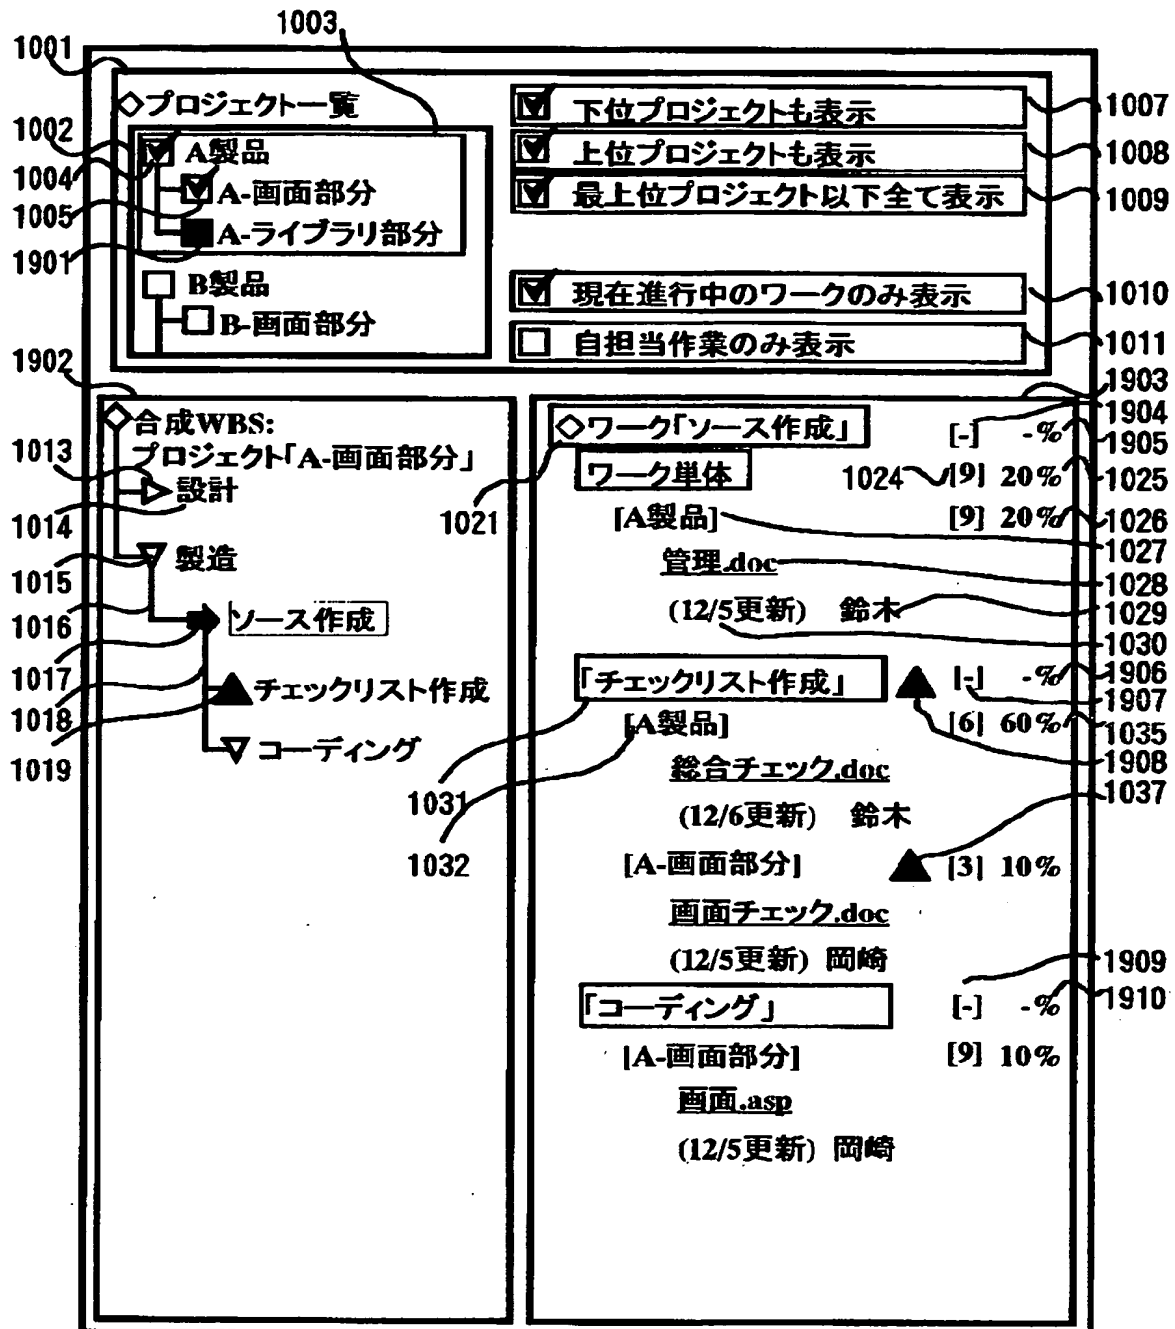 1003
1001
◇プロジェクト一覧
1002
A製品
1004
A-画面部分
1005
A-ライブラリ部分
1901
B製品
B-画面部分
下位プロジェクトも表示
1007
上位プロジェクトも表示
1008
最上位プロジェクト以下全て表示
1009
現在進行中のワークのみ表示
1010
自担当作業のみ表示
1011
1902
合成WBS:
1013
プロジェクト「A-画面部分」
設計
1014
製造
1015
1016
ソース作成
1017
1018
チェックリスト作成
1019
コーディング
1903
1904
◇ワーク「ソース作成」 [-] -%
1905
1021
ワーク単体 1024 [9] 20%
1025
[A製品] [9] 20%
1026
1027
管理.doc
1028
(12/5更新) 鈴木
1029
1030
「チェックリスト作成」 [-] -%
1906
1907
1031
[A製品] [6] 60%
1035
1032
1908
総合チェック.doc
1037
(12/6更新) 鈴木
[A-画面部分] [3] 10%
画面チェック.doc
(12/5更新) 岡崎
1909
「コーディング」 [-] -%
1910
[A-画面部分] [9] 10%
画面.asp
(12/5更新) 岡崎